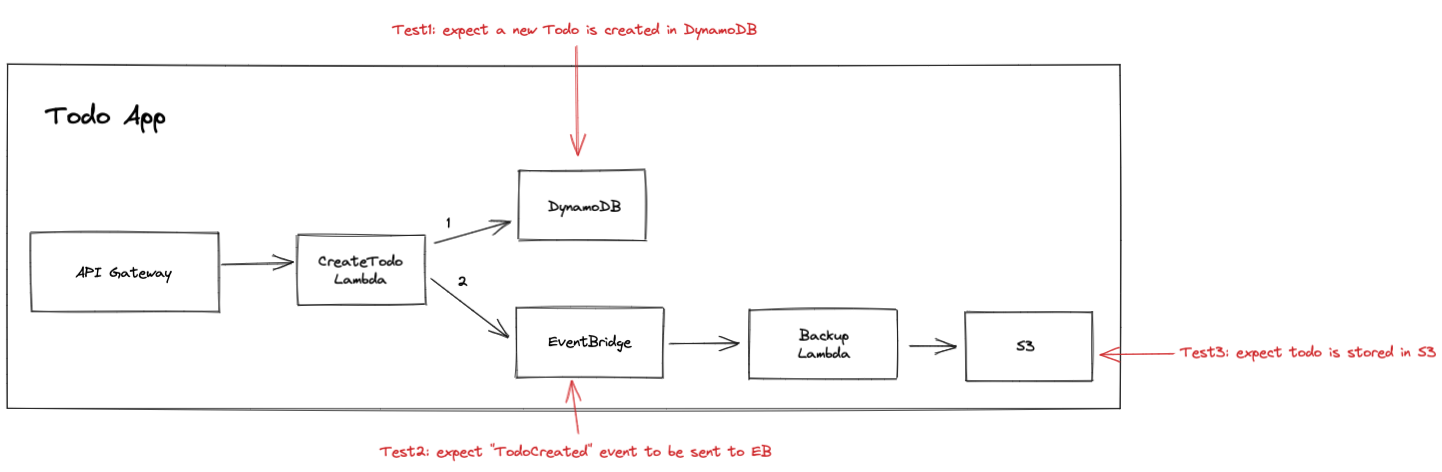 Test1: expect a new Todo is created in DynamoDB
Todo App
DynamoDB
1
API Gateway
CreateTodo
Lambda
2
EventBridge
Backup
Lambda
S3
Test3: expect todo is stored in S3
Test2: expect "TodoCreated" event to be sent to EB